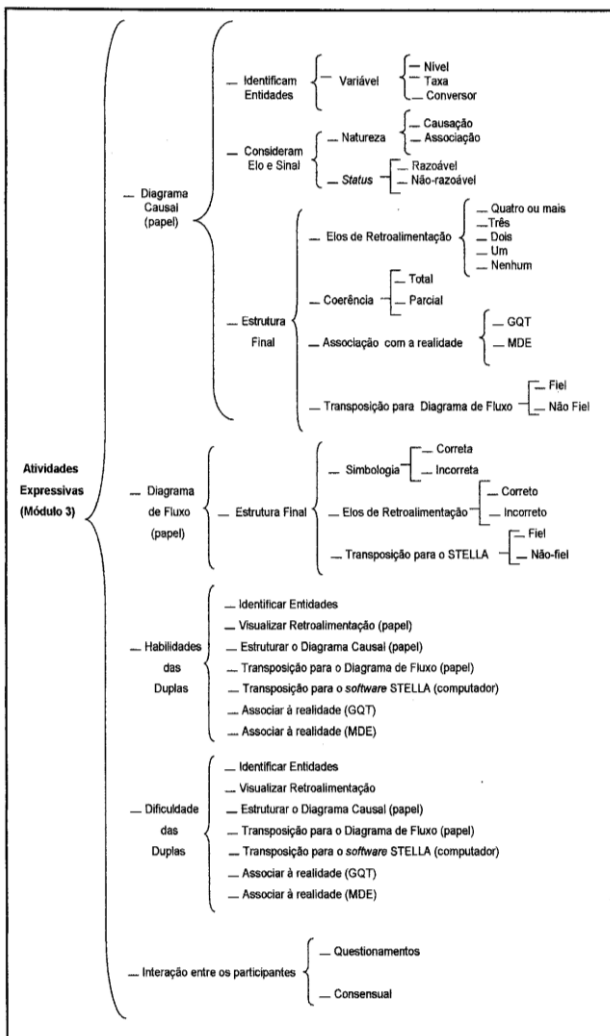 Atividades
Expressivas
(Módulo 3)
— Diagrama
Causal
(papel)
— Identificam
Entidades
— Variável
— Nível
— Taxa
— Conversor
— Consideram
Elo e Sinal
— Natureza
— Causação
— Associação
— Status
— Razoável
— Não-razoável
— Estrutura
Final
— Elos de Retroalimentação
— Quatro ou mais
— Três
— Dois
— Um
— Nenhum
— Coerência
— Total
— Parcial
— Associação com a realidade
— GQT
— MDE
— Transposição para Diagrama de Fluxo
— Fiel
— Não Fiel
— Diagrama
de Fluxo
(papel)
— Estrutura Final
— Simbologia
— Correta
— Incorreta
— Elos de Retroalimentação
— Correto
— Incorreto
— Transposição para o STELLA
— Fiel
— Não-fiel
— Habilidades
das
Duplas
— Identificar Entidades
— Visualizar Retroalimentação (papel)
— Estruturar o Diagrama Causal (papel)
— Transposição para o Diagrama de Fluxo (papel)
— Transposição para o software STELLA (computador)
— Associar à realidade (GQT)
— Associar à realidade (MDE)
— Dificuldade
das
Duplas
— Identificar Entidades
— Visualizar Retroalimentação
— Estruturar o Diagrama Causal (papel)
— Transposição para o Diagrama de Fluxo (papel)
— Transposição para o software STELLA (computador)
— Associar à realidade (GQT)
— Associar à realidade (MDE)
— Interação entre os participantes
— Questionamentos
— Consensual